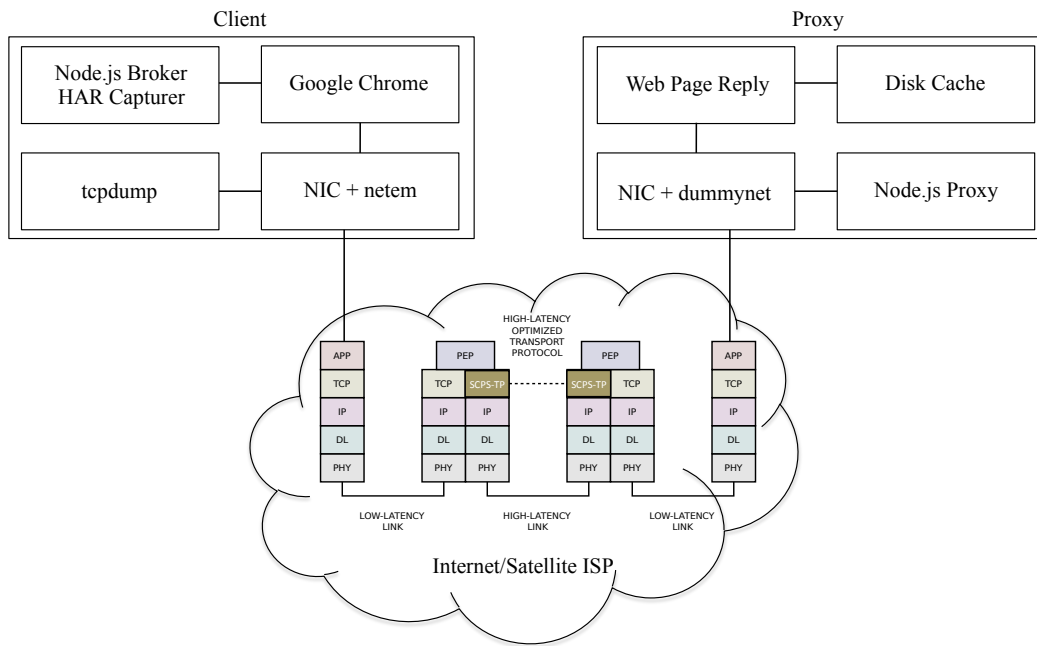 Client
Proxy
Node.js Broker
HAR Capturer
Google Chrome
Web Page Reply
Disk Cache
tcpdump
NIC + netem
NIC + dummynet
Node.js Proxy
HIGH-LATENCY
OPTIMIZED
TRANSPORT
PROTOCOL
APP
PEP
PEP
APP
TCP
TCP
SCPS-TP
SCPS-TP
TCP
TCP
IP
IP
IP
IP
IP
IP
DL
DL
DL
DL
DL
DL
PHY
PHY
PHY
PHY
PHY
PHY
LOW-LATENCY
LINK
HIGH-LATENCY
LINK
LOW-LATENCY
LINK
Internet/Satellite ISP